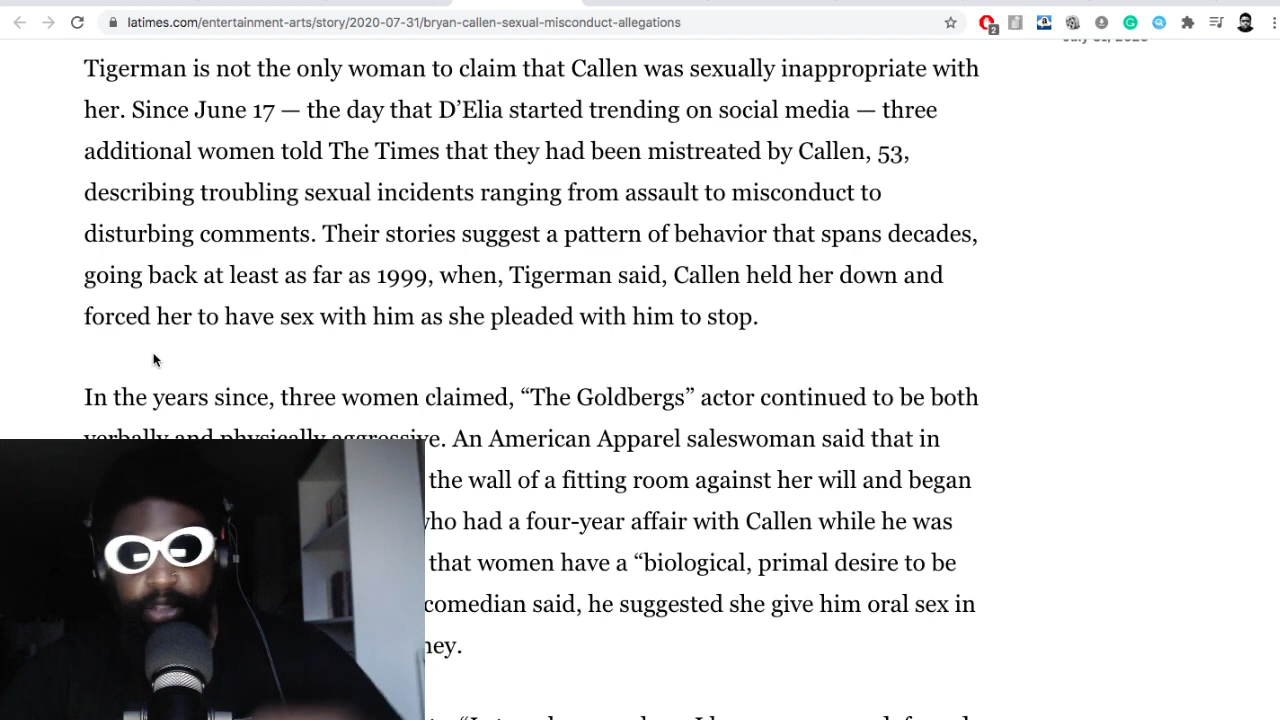 latimes.com/entertainment-arts/story/2020-07-31/bryan-callen-sexual-misconduct-allegations
2
July 31, 2020
Tigerman is not the only woman to claim that Callen was sexually inappropriate with
her. Since June 17 — the day that D’Elia started trending on social media — three
additional women told The Times that they had been mistreated by Callen, 53,
describing troubling sexual incidents ranging from assault to misconduct to
disturbing comments. Their stories suggest a pattern of behavior that spans decades,
going back at least as far as 1999, when, Tigerman said, Callen held her down and
forced her to have sex with him as she pleaded with him to stop.
In the years since, three women claimed, “The Goldbergs” actor continued to be both
verbally and physically aggressive. An American Apparel saleswoman said that in
the wall of a fitting room against her will and began
who had a four-year affair with Callen while he was
that women have a “biological, primal desire to be
comedian said, he suggested she give him oral sex in